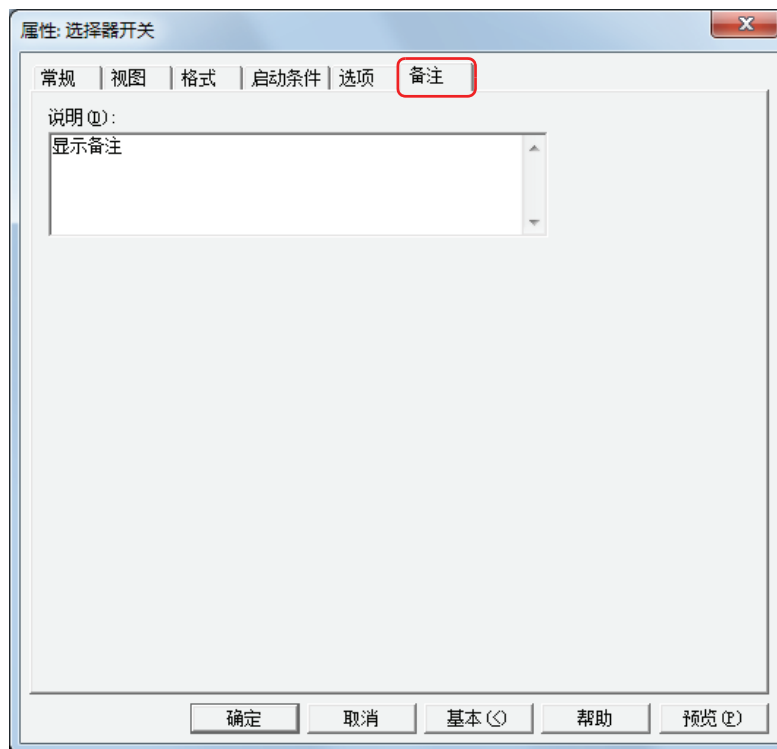 属性: 选择器开关
常规 视图 格式 启动条件 选项 备注
说明(D):
显示备注
确定 取消 基本(<) 帮助 预览(P)